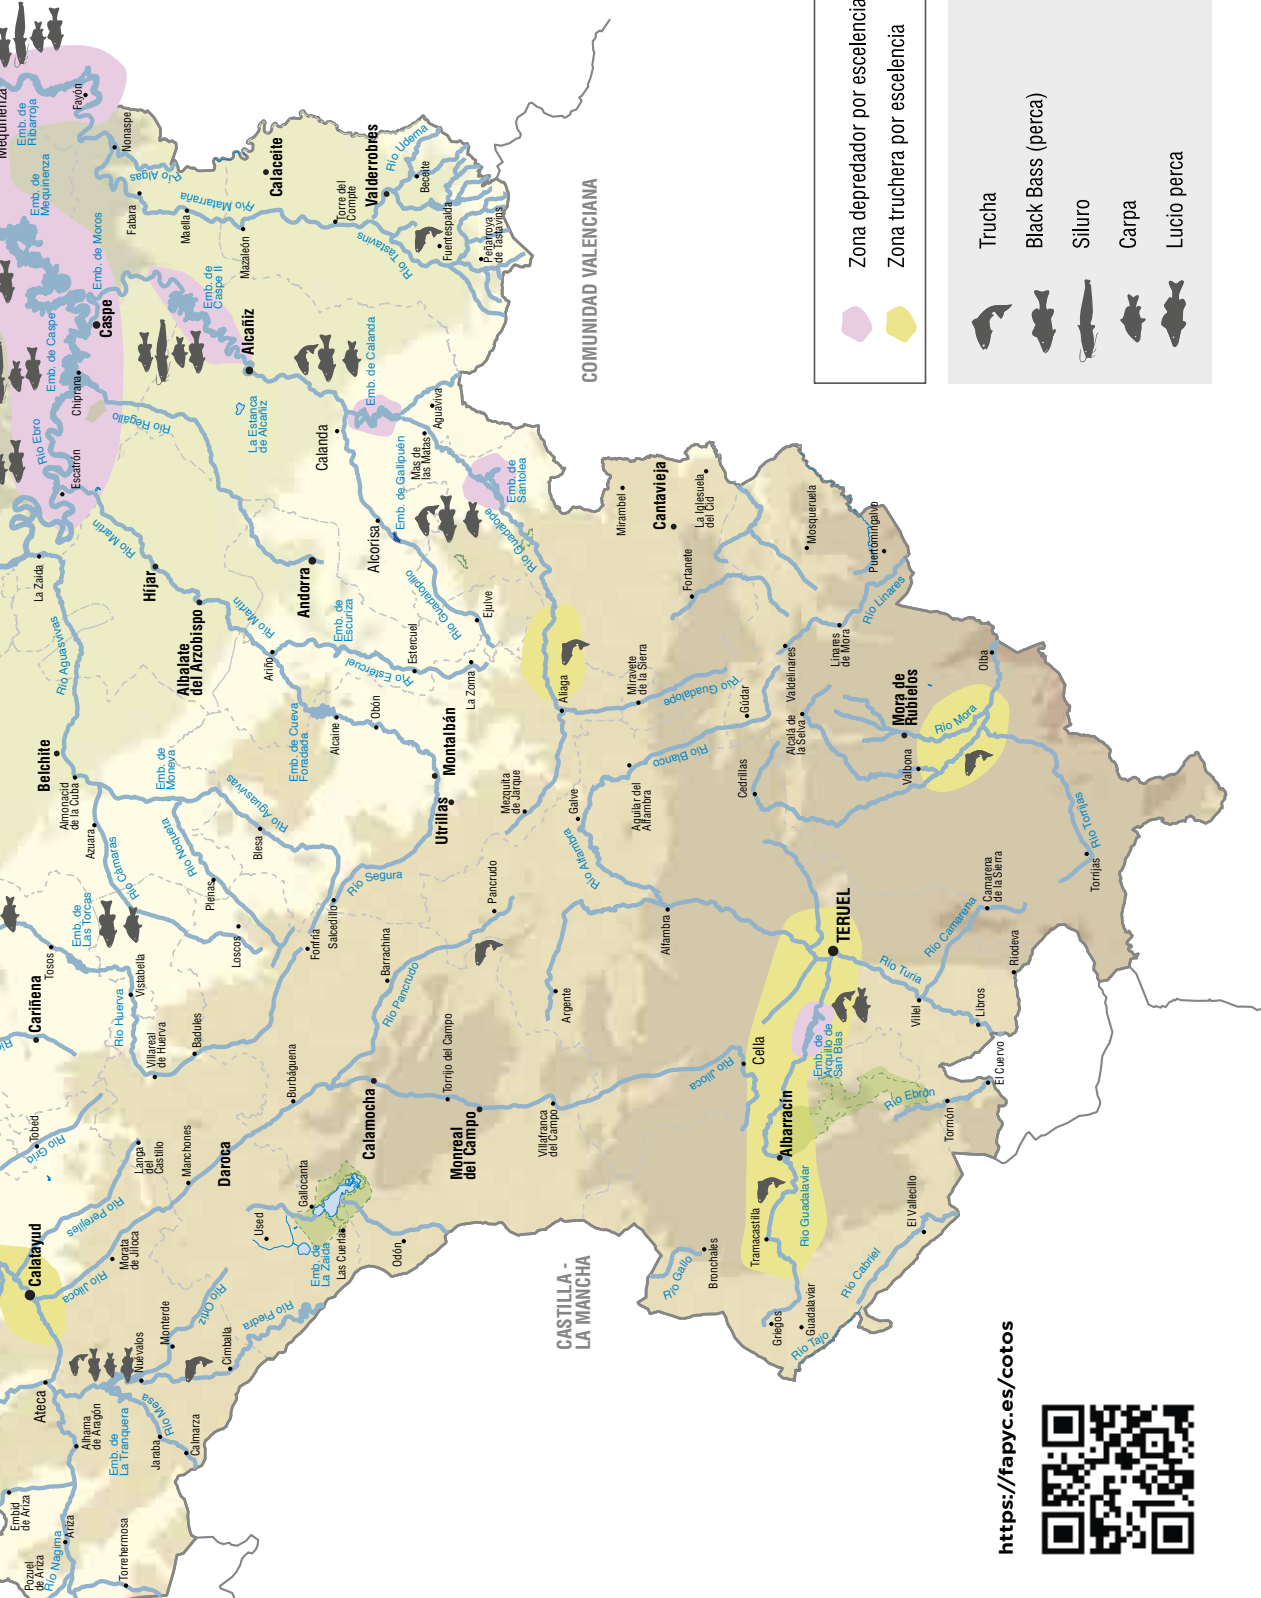 Mequinenza
Emb. de
Ribarroja
Fayón
Nonaspe
Emb. de
Mequinenza
Río Algas
Fabara
Maella
Río Matarraña
Mazaleón
Calaceite
Torre del
Compte
Valderrobres
Río Udema
Beceite
Fuentespalda
Peñarroya
de Tastavins
Río Tastavins
Emb. de Moros
Caspe
Emb. de
Caspe II
Emb. de Caspe
Chiprana
Alcañiz
Río Regallo
La Estanca
de Alcañiz
Emb. de Calanda
Río Ebro
Escatrón
Calanda
Aguaviva
Mas de
las Matas
Emb. de Gallipuén
Emb. de
Santolea
Río Guadalope
COMUNIDAD VALENCIANA
Río Martín
La Zaida
Híjar
Andorra
Alcorisa
Río Guadalopillo
Ejulve
Albalate
del Arzobispo
Río Martín
Emb. de
Escuriza
Ariño
Río Estercuel
Estercuel
La Zoma
Río Aguasvivas
Mirambel
Cantavieja
La Iglesuela
del Cid
Mosqueruela
Puertomingalvo
Fortanete
Río Linares
Linares
de Mora
Valdelinares
Olba
Aliaga
Miravete
de la Sierra
Río Guadalope
Gúdar
Alcalá de
la Selva
Mora de
Rubielos
Río Mora
Valbona
Río Blanco
Cedrillas
Aguilar del
Alfambra
Belchite
Almonacid
de la Cuba
Azuara
Emb. de
Moneva
Emb. de Cueva
Foradada
Alcaine
Obón
Montalbán
Utrillas
Mezquita
de Jarque
Galve
Río Alfambra
Río Cámaras
Río Noqueta
Río Aguasvivas
Blesa
Plenas
Río Segura
Pancrudo
Río Torrijas
Torrijas
Camarena
de la Sierra
Río Camarena
Riodeva
TERUEL
Alfambra
Emb. de
Las Torcas
Tosos
Loscos
Fonfría
Salcedillo
Barrachina
Río Pancrudo
Argente
Río Turia
Villel
Libros
El Cuervo
Cariñena
Vistabella
Río Huerva
Villareal
de Huerva
Badules
Burbáguena
Torrijo del Campo
Calamocha
Monreal
del Campo
Villafranca
del Campo
Río Jiloca
Cella
Emb. de
Arquillo de
San Blas
Río Ebrón
Tormón
Albarracín
Tobed
Río Grío
Langa
del
Castillo
Manchones
Daroca
Gallocanta
Used
Emb. de
La Zaida
Las Cuerlas
Odón
Río Guadalaviar
Tramacastilla
El Vallecillo
Río Cabriel
Bronchales
Río Gallo
Griegos
Guadalaviar
Río Tajo
CASTILLA -
LA MANCHA
Calatayud
Río Perejiles
Morata
de Jiloca
Río Jiloca
Monterde
Río Ortiz
Río Piedra
Cimballa
Nuévalos
Ateca
Alhama
de Aragón
Emb. de
La Tranquera
Río Mesa
Jaraba
Calmarza
Embid
de Ariza
Ariza
Río Nagima
Pozuel
de Ariza
Torrehermosa
Zona depredador por escelencia
Zona truchera por escelencia
Trucha
Black Bass (perca)
Siluro
Carpa
Lucio perca
https://fapyc.es/cotos